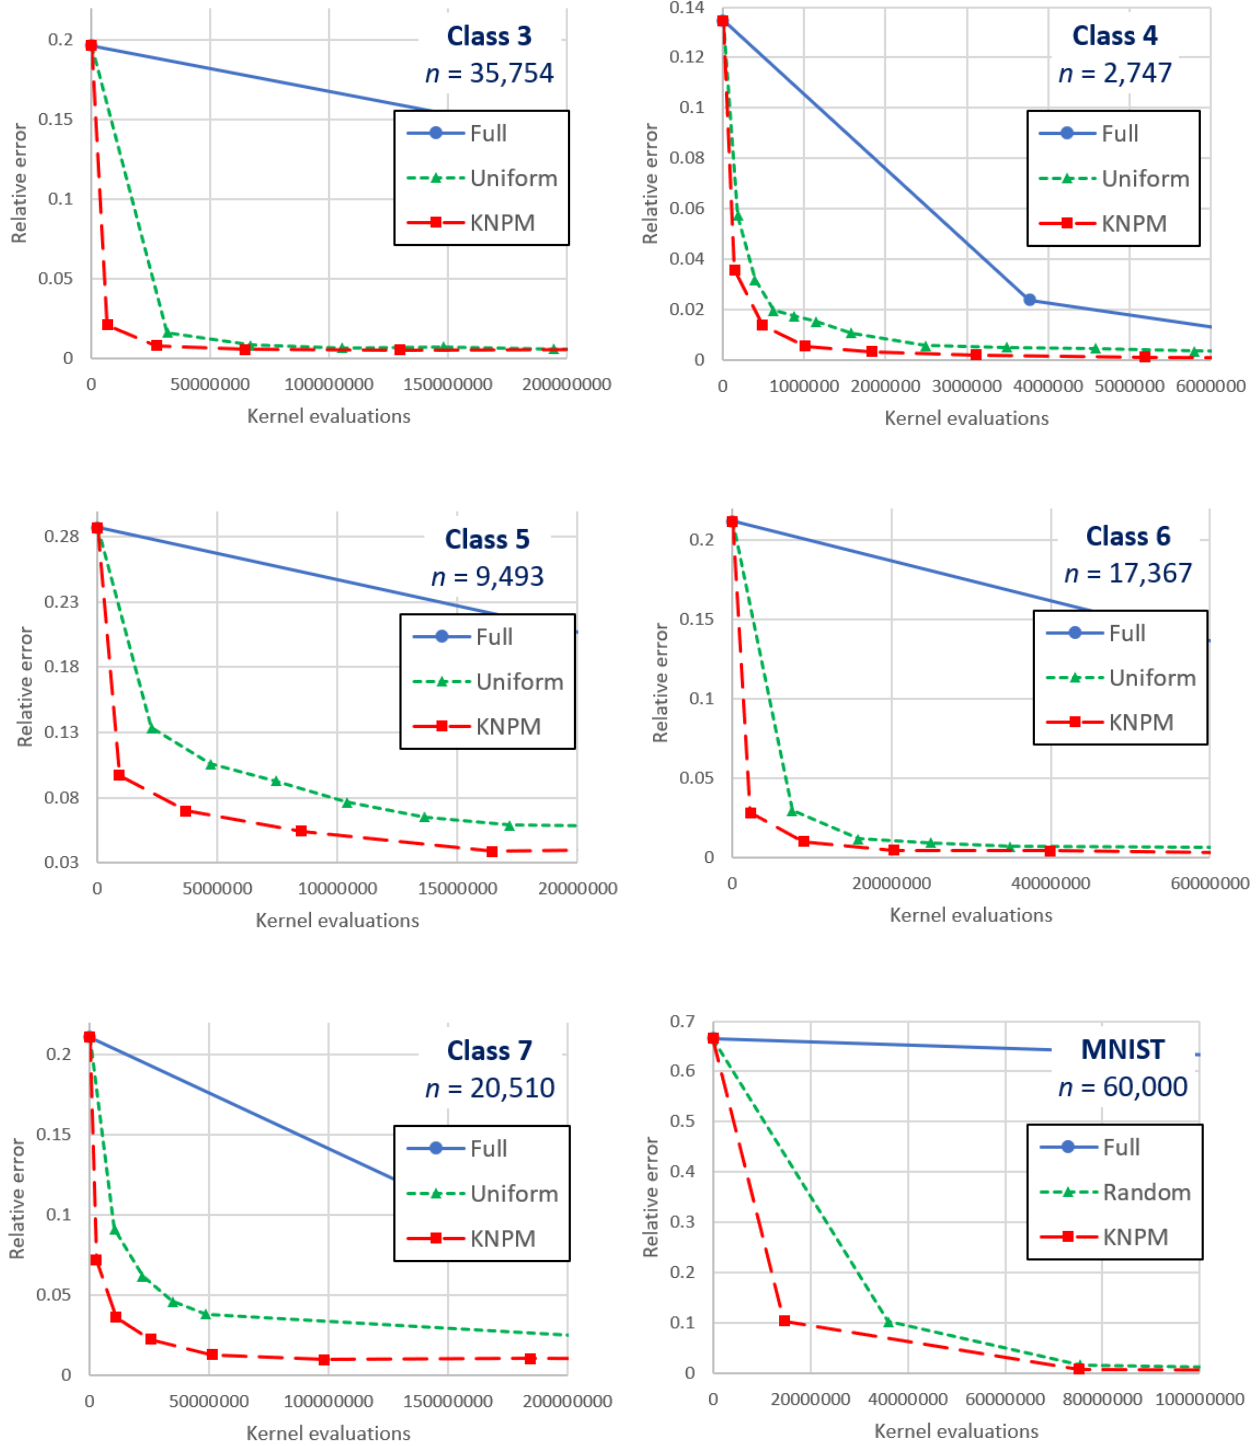 Class 3
n = 35,754
Relative error
0.2
0.15
0.1
0.05
0
Full
Uniform
KNPM
0
50000000
100000000
150000000
200000000
Kernel evaluations
Class 4
n = 2,747
Relative error
0.14
0.12
0.1
0.08
0.06
0.04
0.02
0
Full
Uniform
KNPM
0
1000000
2000000
3000000
4000000
5000000
6000000
Kernel evaluations
Class 5
n = 9,493
Relative error
0.28
0.23
0.18
0.13
0.08
0.03
Full
Uniform
KNPM
0
5000000
10000000
15000000
20000000
Kernel evaluations
Class 6
n = 17,367
Relative error
0.2
0.15
0.1
0.05
0
Full
Uniform
KNPM
0
20000000
40000000
60000000
Kernel evaluations
Class 7
n = 20,510
Relative error
0.2
0.15
0.1
0.05
0
Full
Uniform
KNPM
0
50000000
100000000
150000000
200000000
Kernel evaluations
MNIST
n = 60,000
Relative error
0.7
0.6
0.5
0.4
0.3
0.2
0.1
0
Full
Random
KNPM
0
20000000
40000000
60000000
80000000
100000000
Kernel evaluations